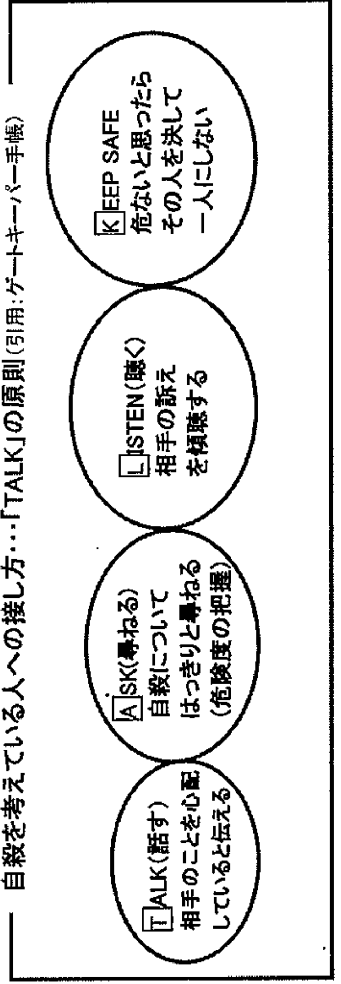 自殺を考えている人への接し方･･･「TALK」の原則(引用:ゲートキーパー手帳)
TALK(話す)
相手のことを心配
していると伝える
ASK(尋ねる)
自殺について
はっきりと尋ねる
(危険度の把握)
LISTEN(聴く)
相手の訴え
を傾聴する
KEEP SAFE
危ないと思ったら
その人を決して
一人にしない